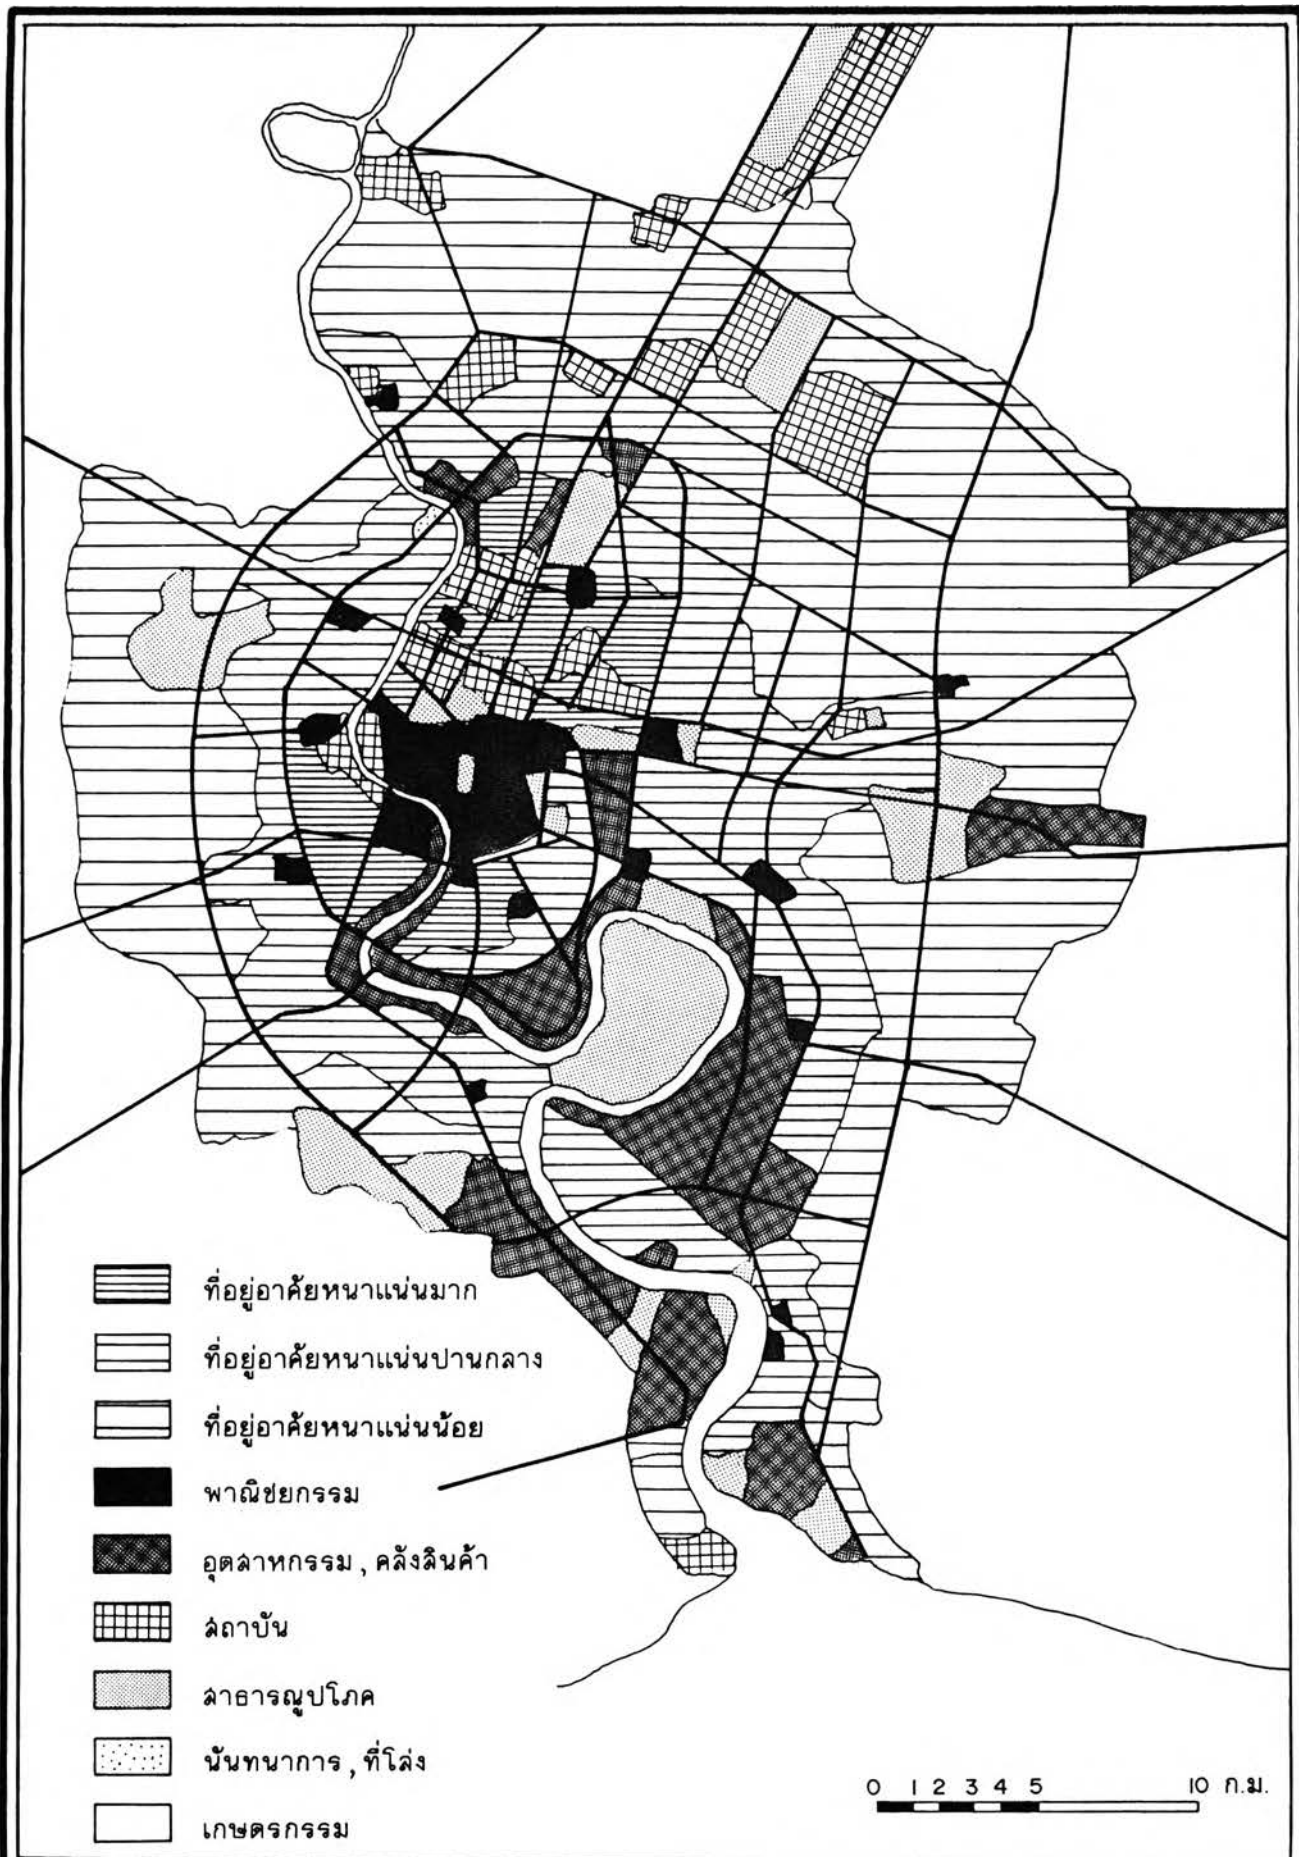 ที่อยู่อาศัยหนาแน่นมาก
ที่อยู่อาศัยหนาแน่นปานกลาง
ที่อยู่อาศัยหนาแน่นน้อย
พาณิชยกรรม
อุตสาหกรรม , คลังสินค้า
สถาบัน
สาธารณูปโภค
นันทนาการ , ที่โล่ง
เกษตรกรรม
0 1 2 3 4 5 10 ก.ม.